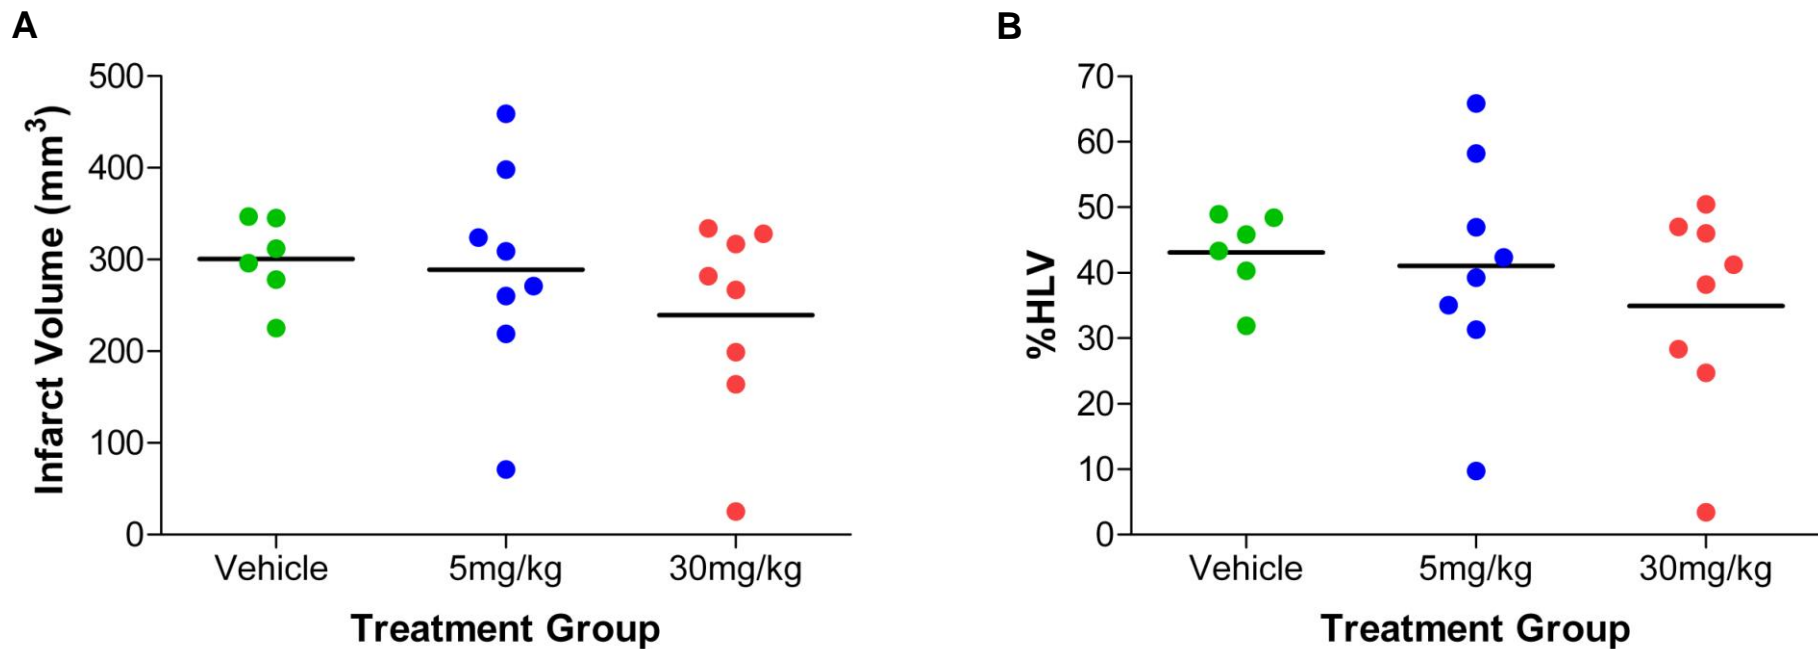 A
B
Infarct Volume (mm³)
500
400
300
200
100
0
Vehicle
5mg/kg
30mg/kg
Treatment Group
%HLV
70
60
50
40
30
20
10
0
Vehicle
5mg/kg
30mg/kg
Treatment Group